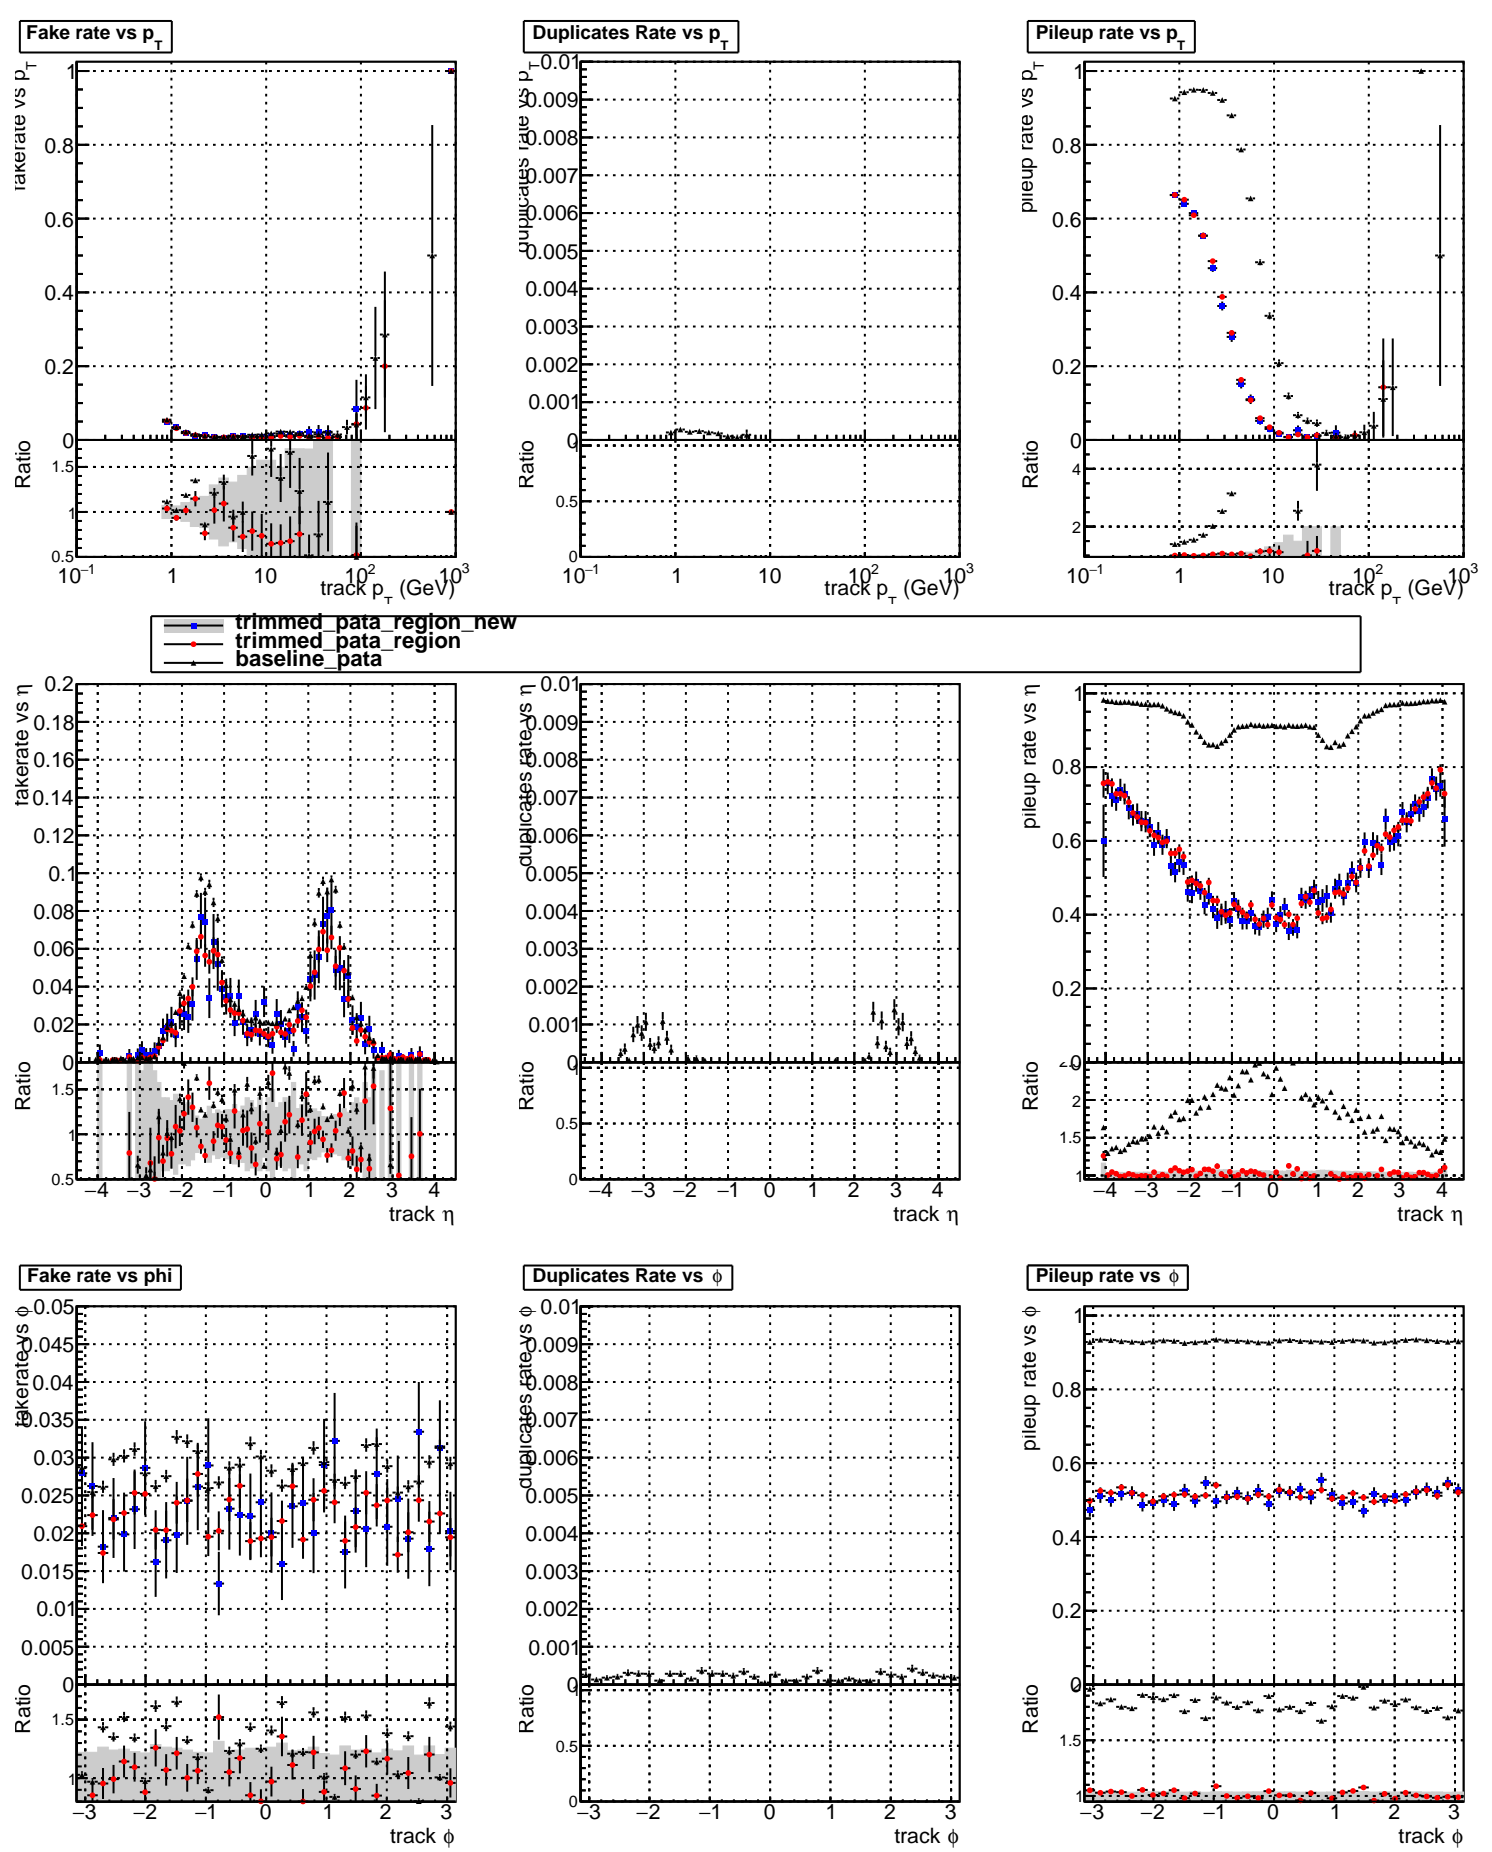 Fake rate vs p_T
Duplicates Rate vs p_T
Pileup rate vs p_T
fakerate vs p_T
1
0.8
0.6
0.4
0.2
0
Ratio
1.5
1
0.5
10^−1 1 10 10^2 10^3
track p_T (GeV)
duplicates rate vs p_T
0.01
0.009
0.008
0.007
0.006
0.005
0.004
0.003
0.002
0.001
0
Ratio
0.5
0
10^−1 1 10 10^2 10^3
track p_T (GeV)
pileup rate vs p_T
1
0.8
0.6
0.4
0.2
0
Ratio
4
2
10^−1 1 10 10^2 10^3
track p_T (GeV)
trimmed_pata_region_new
trimmed_pata_region
baseline_pata
fakerate vs η
0.2
0.18
0.16
0.14
0.12
0.1
0.08
0.06
0.04
0.02
0
Ratio
1.5
1
0.5
−4 −3 −2 −1 0 1 2 3 4
track η
duplicates rate vs η
0.01
0.009
0.008
0.007
0.006
0.005
0.004
0.003
0.002
0.001
0
Ratio
0.5
0
−4 −3 −2 −1 0 1 2 3 4
track η
pileup rate vs η
1
0.8
0.6
0.4
0.2
0
Ratio
2
1.5
1
−4 −3 −2 −1 0 1 2 3 4
track η
Fake rate vs phi
Duplicates Rate vs ϕ
Pileup rate vs ϕ
fakerate vs ϕ
0.05
0.045
0.04
0.035
0.03
0.025
0.02
0.015
0.01
0.005
0
Ratio
1.5
1
−3 −2 −1 0 1 2 3
track ϕ
duplicates rate vs ϕ
0.01
0.009
0.008
0.007
0.006
0.005
0.004
0.003
0.002
0.001
0
Ratio
1
0.5
0
−3 −2 −1 0 1 2 3
track ϕ
pileup rate vs ϕ
1
0.8
0.6
0.4
0.2
0
Ratio
1.5
1
−3 −2 −1 0 1 2 3
track ϕ